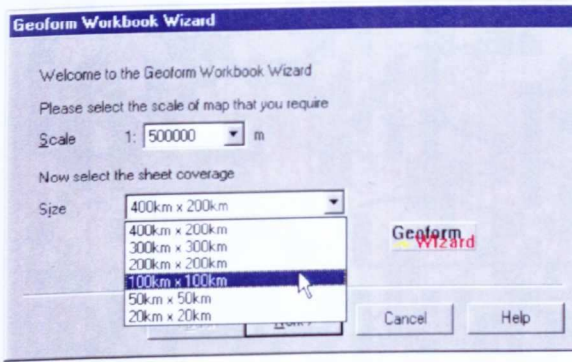 Geoform Workbook Wizard
Welcome to the Geoform Workbook Wizard
Please select the scale of map that you require
Scale 1: 500000 m
Now select the sheet coverage
Size 400km x 200km
400km x 200km
300km x 300km
200km x 200km
100km x 100km
50km x 50km
20km x 20km
Geoform
Wizard
Cancel Help